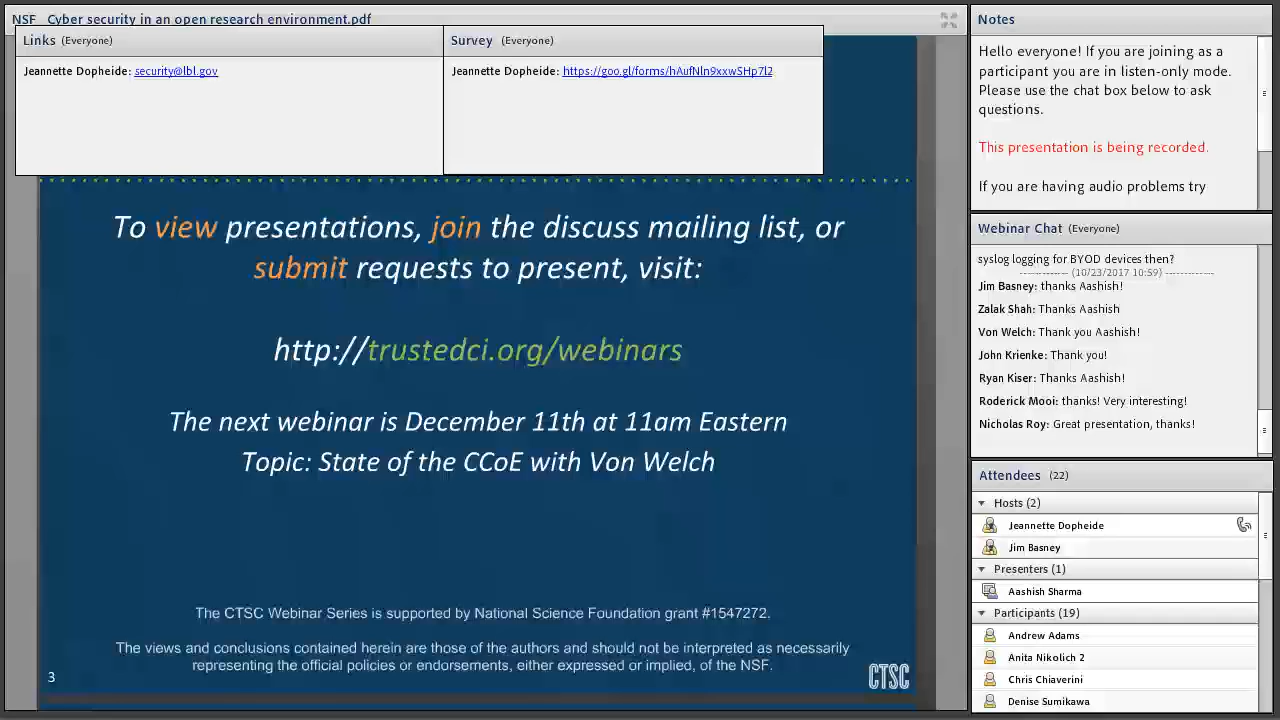 NSF_ Cyber security in an open research environment.pdf
Links (Everyone)
Jeannette Dopheide: security@lbl.gov
Survey (Everyone)
Jeannette Dopheide: https://goo.gl/forms/hAufNln9xxwSHp7l2
To view presentations, join the discuss mailing list, or
submit requests to present, visit:
http://trustedci.org/webinars
The next webinar is December 11th at 11am Eastern
Topic: State of the CCoE with Von Welch
The CTSC Webinar Series is supported by National Science Foundation grant #1547272.
The views and conclusions contained herein are those of the authors and should not be interpreted as necessarily
representing the official policies or endorsements, either expressed or implied, of the NSF.
3
CTSC
Notes
Hello everyone! If you are joining as a
participant you are in listen-only mode.
Please use the chat box below to ask
questions.
This presentation is being recorded.
If you are having audio problems try
Webinar Chat (Everyone)
syslog logging for BYOD devices then?
------------- (10/23/2017 10:59) -------------
Jim Basney: thanks Aashish!
Zalak Shah: Thanks Aashish
Von Welch: Thank you Aashish!
John Krienke: Thank you!
Ryan Kiser: Thanks Aashish!
Roderick Mooi: thanks! Very interesting!
Nicholas Roy: Great presentation, thanks!
Attendees (22)
Hosts (2)
Jeannette Dopheide
Jim Basney
Presenters (1)
Aashish Sharma
Participants (19)
Andrew Adams
Anita Nikolich 2
Chris Chiaverini
Denise Sumikawa